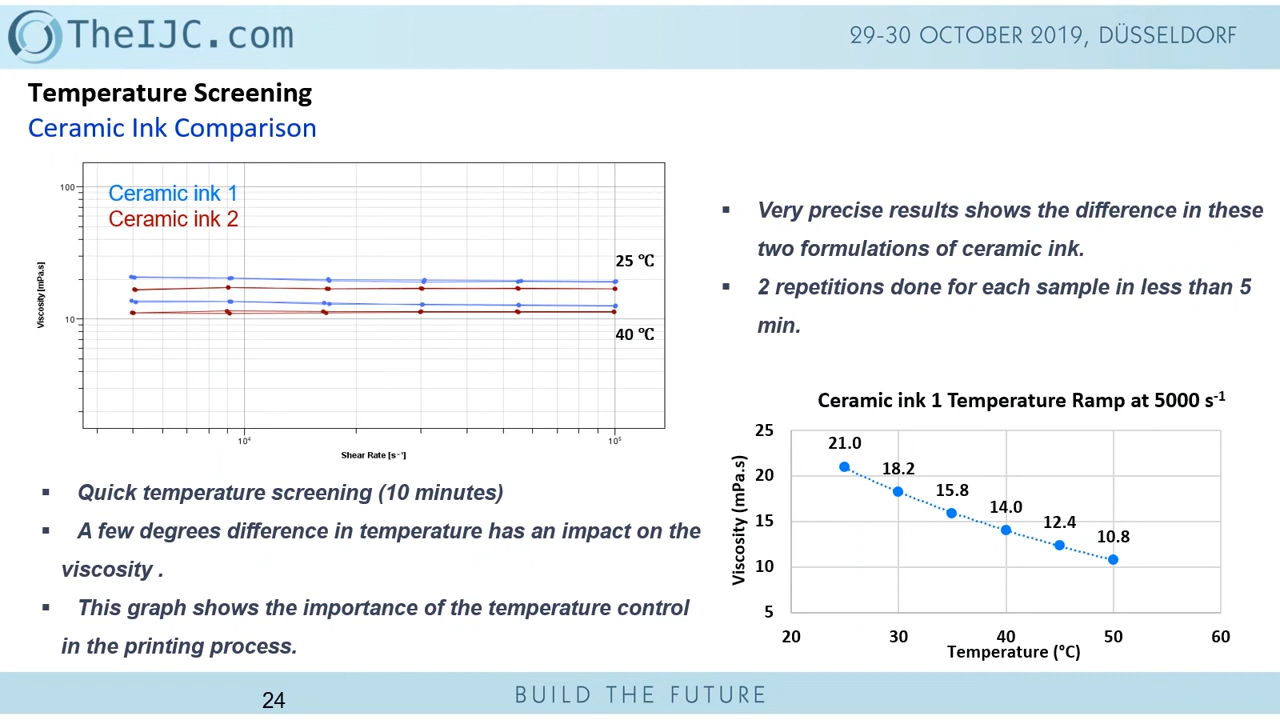 TheIJC.com
29-30 OCTOBER 2019, DÜSSELDORF
Temperature Screening
Ceramic Ink Comparison
100
Ceramic ink 1
Ceramic ink 2
25 °C
Viscosity [mPa.s]
10
40 °C
10⁴
10⁵
Shear Rate [s⁻¹]
▪ Very precise results shows the difference in these
two formulations of ceramic ink.
▪ 2 repetitions done for each sample in less than 5
min.
▪ Quick temperature screening (10 minutes)
▪ A few degrees difference in temperature has an impact on the
viscosity .
▪ This graph shows the importance of the temperature control
in the printing process.
Ceramic ink 1 Temperature Ramp at 5000 s⁻¹
25
20
15
10
5
Viscosity (mPa.s)
21.0
18.2
15.8
14.0
12.4
10.8
20 30 40 50 60
Temperature (°C)
24
BUILD THE FUTURE